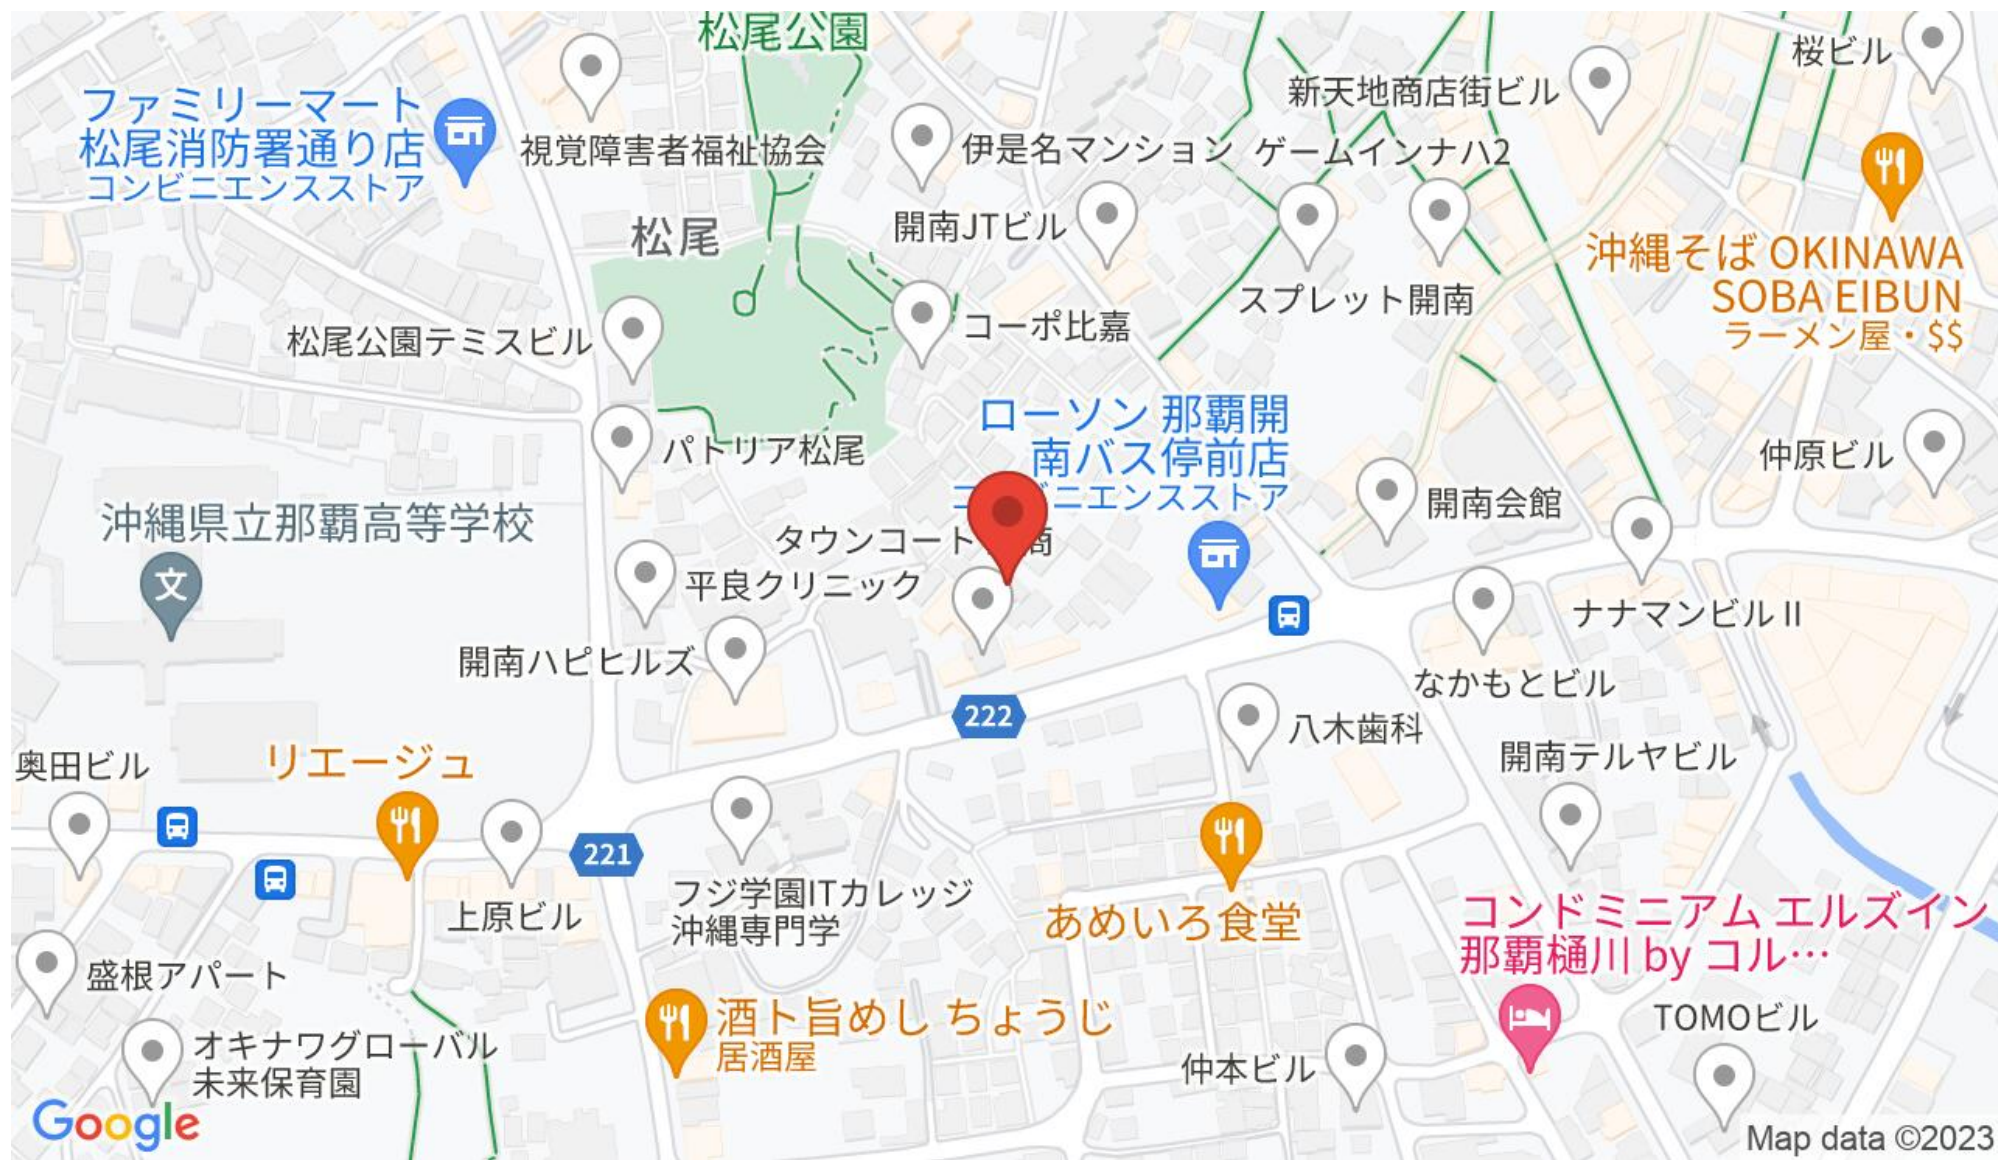 松尾公園
桜ビル
新天地商店街ビル
ファミリーマート
松尾消防署通り店
コンビニエンスストア
視覚障害者福祉協会
伊是名マンション
ゲームインナハ2
松尾
開南JTビル
沖縄そば OKINAWA
SOBA EIBUN
ラーメン屋・$$
スプレット開南
松尾公園テミスビル
コーポ比嘉
ローソン 那覇開
南バス停前店
ニエンスストア
パトリア松尾
仲原ビル
開南会館
沖縄県立那覇高等学校
文
タウンコート
商
平良クリニック
ナナマンビルⅡ
開南ハピヒルズ
なかもとビル
222
八木歯科
開南テルヤビル
奥田ビル
リエージュ
221
上原ビル
フジ学園ITカレッジ
沖縄専門学
あめいろ食堂
コンドミニアム エルズイン
那覇樋川 by コル…
盛根アパート
酒ト旨めし ちょうじ
居酒屋
TOMOビル
オキナワグローバル
未来保育園
仲本ビル
Google
Map data ©2023